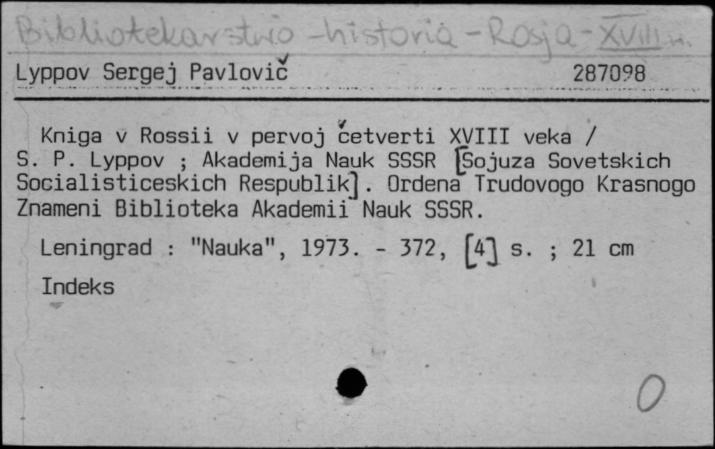 Bibliotekarstwo - historia - Rosja - XVIII w.
Lyppov Sergej Pavlovič 287098
Kniga v Rossii v pervoj četverti XVIII veka /
S. P. Lyppov ; Akademija Nauk SSSR [Sojuza Sovetskich
Socialisticeskich Respublik]. Ordena Trudovogo Krasnogo
Znameni Biblioteka Akademii Nauk SSSR.
Leningrad : "Nauka", 1973. - 372, [4] s. ; 21 cm
Indeks
0